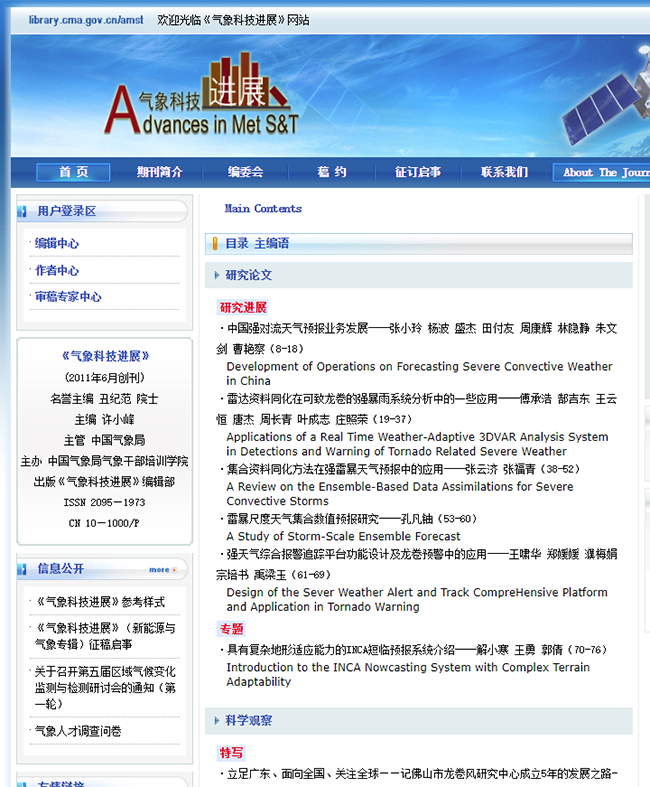 library.cma.gov.cn/amst 欢迎光临《气象科技进展》网站
气象科技进展
Advances in Met S&T
首 页 期刊简介 编委会 稿 约 征订启事 联系我们 About The Jour
用户登录区
· 编辑中心
· 作者中心
· 审稿专家中心
《气象科技进展》
(2011年6月创刊)
名誉主编 丑纪范 院士
主编 许小峰
主管 中国气象局
主办 中国气象局气象干部培训学院
出版《气象科技进展》编辑部
ISSN 2095－1973
CN 10－1000/P
信息公开 more
· 《气象科技进展》参考样式
· 《气象科技进展》（新能源与
气象专辑）征稿启事
· 关于召开第五届区域气候变化
监测与检测研讨会的通知（第
一轮）
· 气象人才调查问卷
友情链接
Main Contents
目录 主编语
研究论文
研究进展
·中国强对流天气预报业务发展——张小玲 杨波 盛杰 田付友 周康辉 林隐静 朱文
剑 曹艳察（8-18）
Development of Operations on Forecasting Severe Convective Weather
in China
·雷达资料同化在可致龙卷的强暴雨系统分析中的一些应用——傅承浩 郜吉东 王云
恒 唐杰 周长青 叶成志 庄照荣（19-37）
Applications of a Real Time Weather-Adaptive 3DVAR Analysis System
in Detections and Warning of Tornado Related Severe Weather
·集合资料同化方法在强雷暴天气预报中的应用——张云济 张福青（38-52）
A Review on the Ensemble-Based Data Assimilations for Severe
Convective Storms
·雷暴尺度天气集合数值预报研究——孔凡铀（53-60）
A Study of Storm-Scale Ensemble Forecast
·强天气综合报警追踪平台功能设计及龙卷预警中的应用——王啸华 郑媛媛 濮梅娟
宗培书 禹梁玉（61-69）
Design of the Sever Weather Alert and Track CompreHensive Platform
and Application in Tornado Warning
专题
·具有复杂地形适应能力的INCA短临预报系统介绍——解小寒 王勇 郭倩（70-76）
Introduction to the INCA Nowcasting System with Complex Terrain
Adaptability
科学观察
特写
·立足广东、面向全国、关注全球——记佛山市龙卷风研究中心成立5年的发展之路-